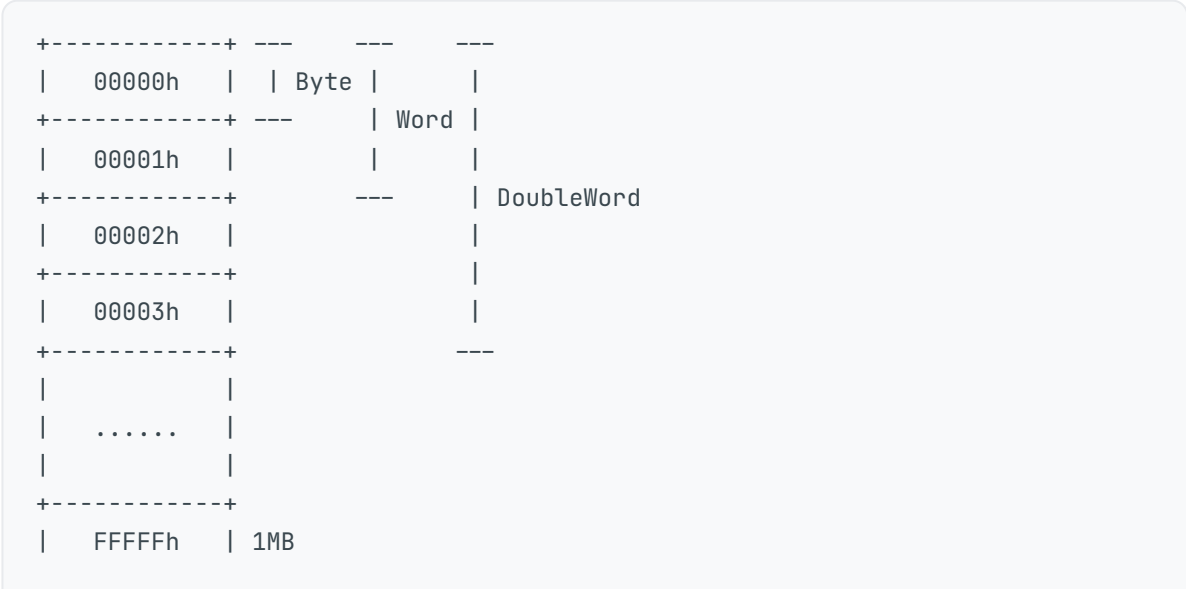 +------------+ ---    ---    ---
|   00000h   |  | Byte |      |
+------------+ ---     | Word |
|   00001h   |         |      |
+------------+        ---     | DoubleWord
|   00002h   |                |
+------------+                |
|   00003h   |                |
+------------+               ---
|            |
|   ......   |
|            |
+------------+
|   FFFFFh   | 1MB